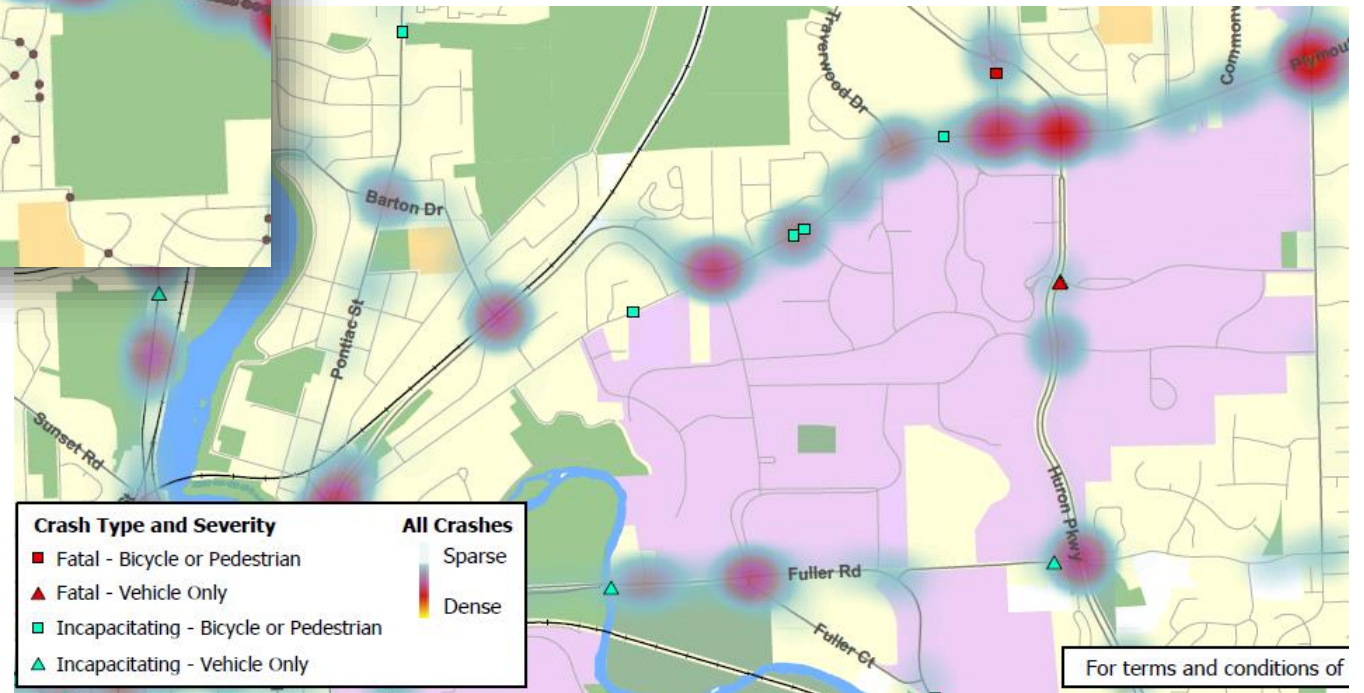 Traverwood Dr
Commonw
Plymout
Barton Dr
Pontiac St
Sunset Rd
Huron Pkwy
Fuller Rd
Fuller Ct
Crash Type and Severity
All Crashes
Fatal - Bicycle or Pedestrian
Sparse
Fatal - Vehicle Only
Dense
Incapacitating - Bicycle or Pedestrian
Incapacitating - Vehicle Only
For terms and conditions of